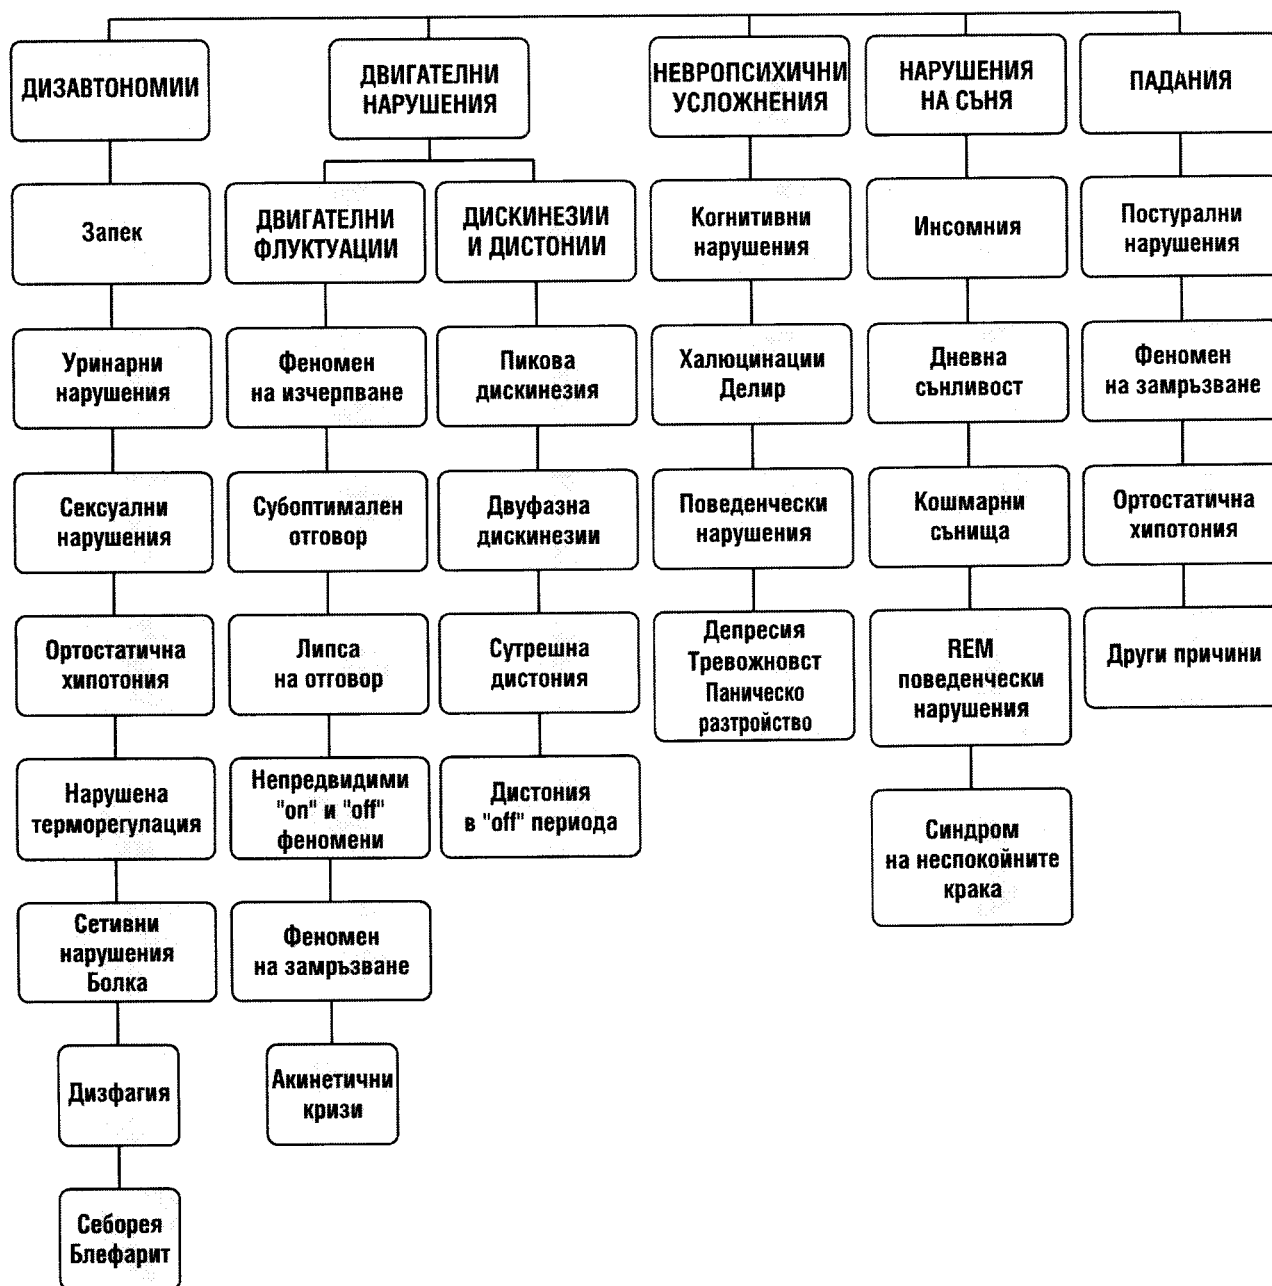 ДИЗАВТОНОМИИ
Запек
Уринарни
нарушения
Сексуални
нарушения
Ортостатична
хипотония
Нарушена
терморегулация
Сетивни
нарушения
Болка
Дизфагия
Себорея
Блефарит
ДВИГАТЕЛНИ
НАРУШЕНИЯ
ДВИГАТЕЛНИ
ФЛУКТУАЦИИ
Феномен
на изчерпване
Субоптимален
отговор
Липса
на отговор
Непредвидими
"on" и "off"
феномени
Феномен
на замръзване
Акинетични
кризи
ДИСКИНЕЗИИ
И ДИСТОНИИ
Пикова
дискинезия
Двуфазна
дискинезии
Сутрешна
дистония
Дистония
в "off" периода
НЕВРОПСИХИЧНИ
УСЛОЖНЕНИЯ
Когнитивни
нарушения
Халюцинации
Делир
Поведенчески
нарушения
Депресия
Тревожновст
Паническо
разтройство
НАРУШЕНИЯ
НА СЪНЯ
Инсомния
Дневна
сънливост
Кошмарни
сънища
REM
поведенчески
нарушения
Синдром
на неспокойните
крака
ПАДАНИЯ
Постурални
нарушения
Феномен
на замръзване
Ортостатична
хипотония
Други причини